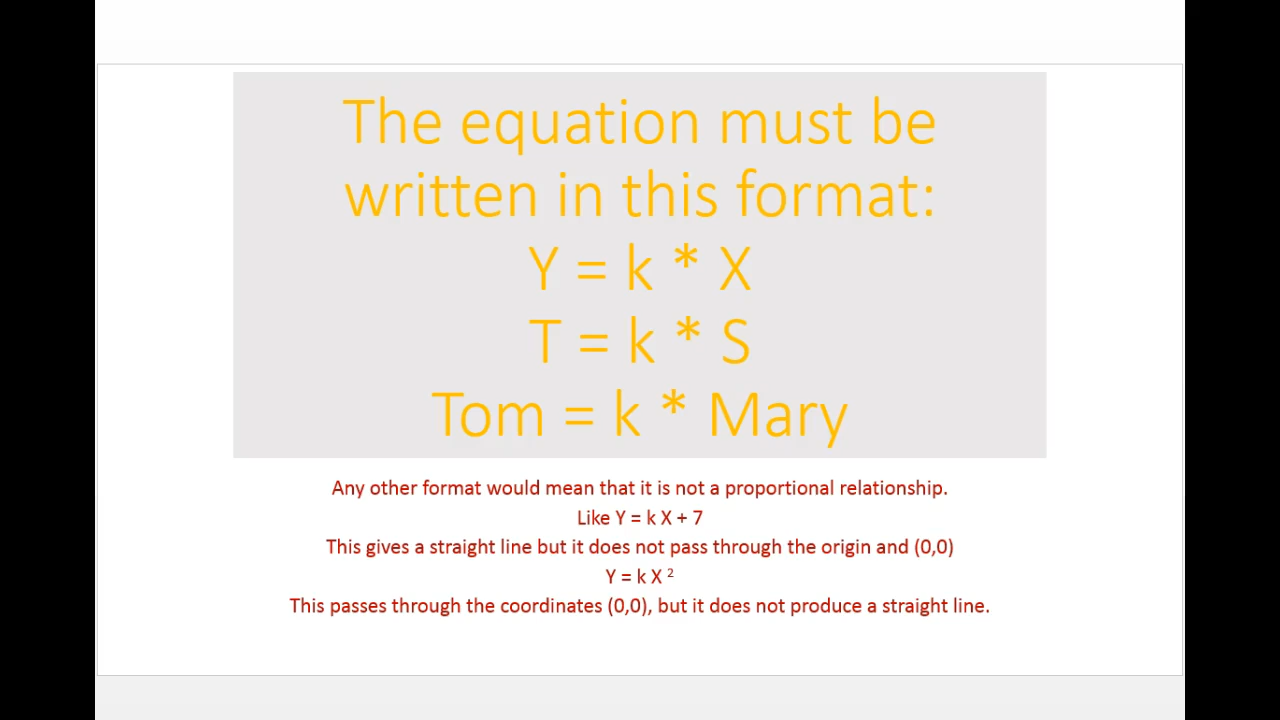 The equation must be
written in this format:
Y = k * X
T = k * S
Tom = k * Mary
Any other format would mean that it is not a proportional relationship.
Like Y = k X + 7
This gives a straight line but it does not pass through the origin and (0,0)
Y = k X ²
This passes through the coordinates (0,0), but it does not produce a straight line.